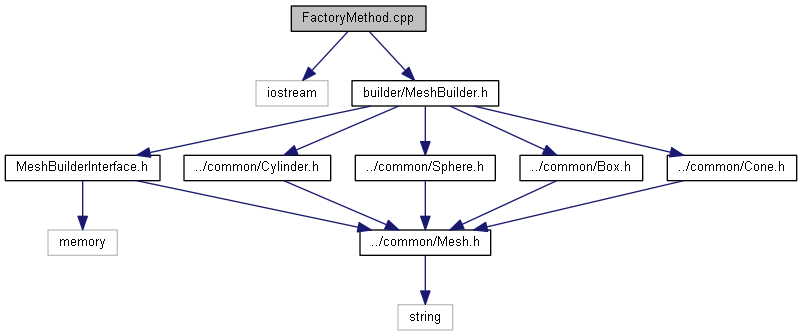 FactoryMethod.cpp
iostream
builder/MeshBuilder.h
MeshBuilderInterface.h
../common/Cylinder.h
../common/Sphere.h
../common/Box.h
../common/Cone.h
memory
../common/Mesh.h
string